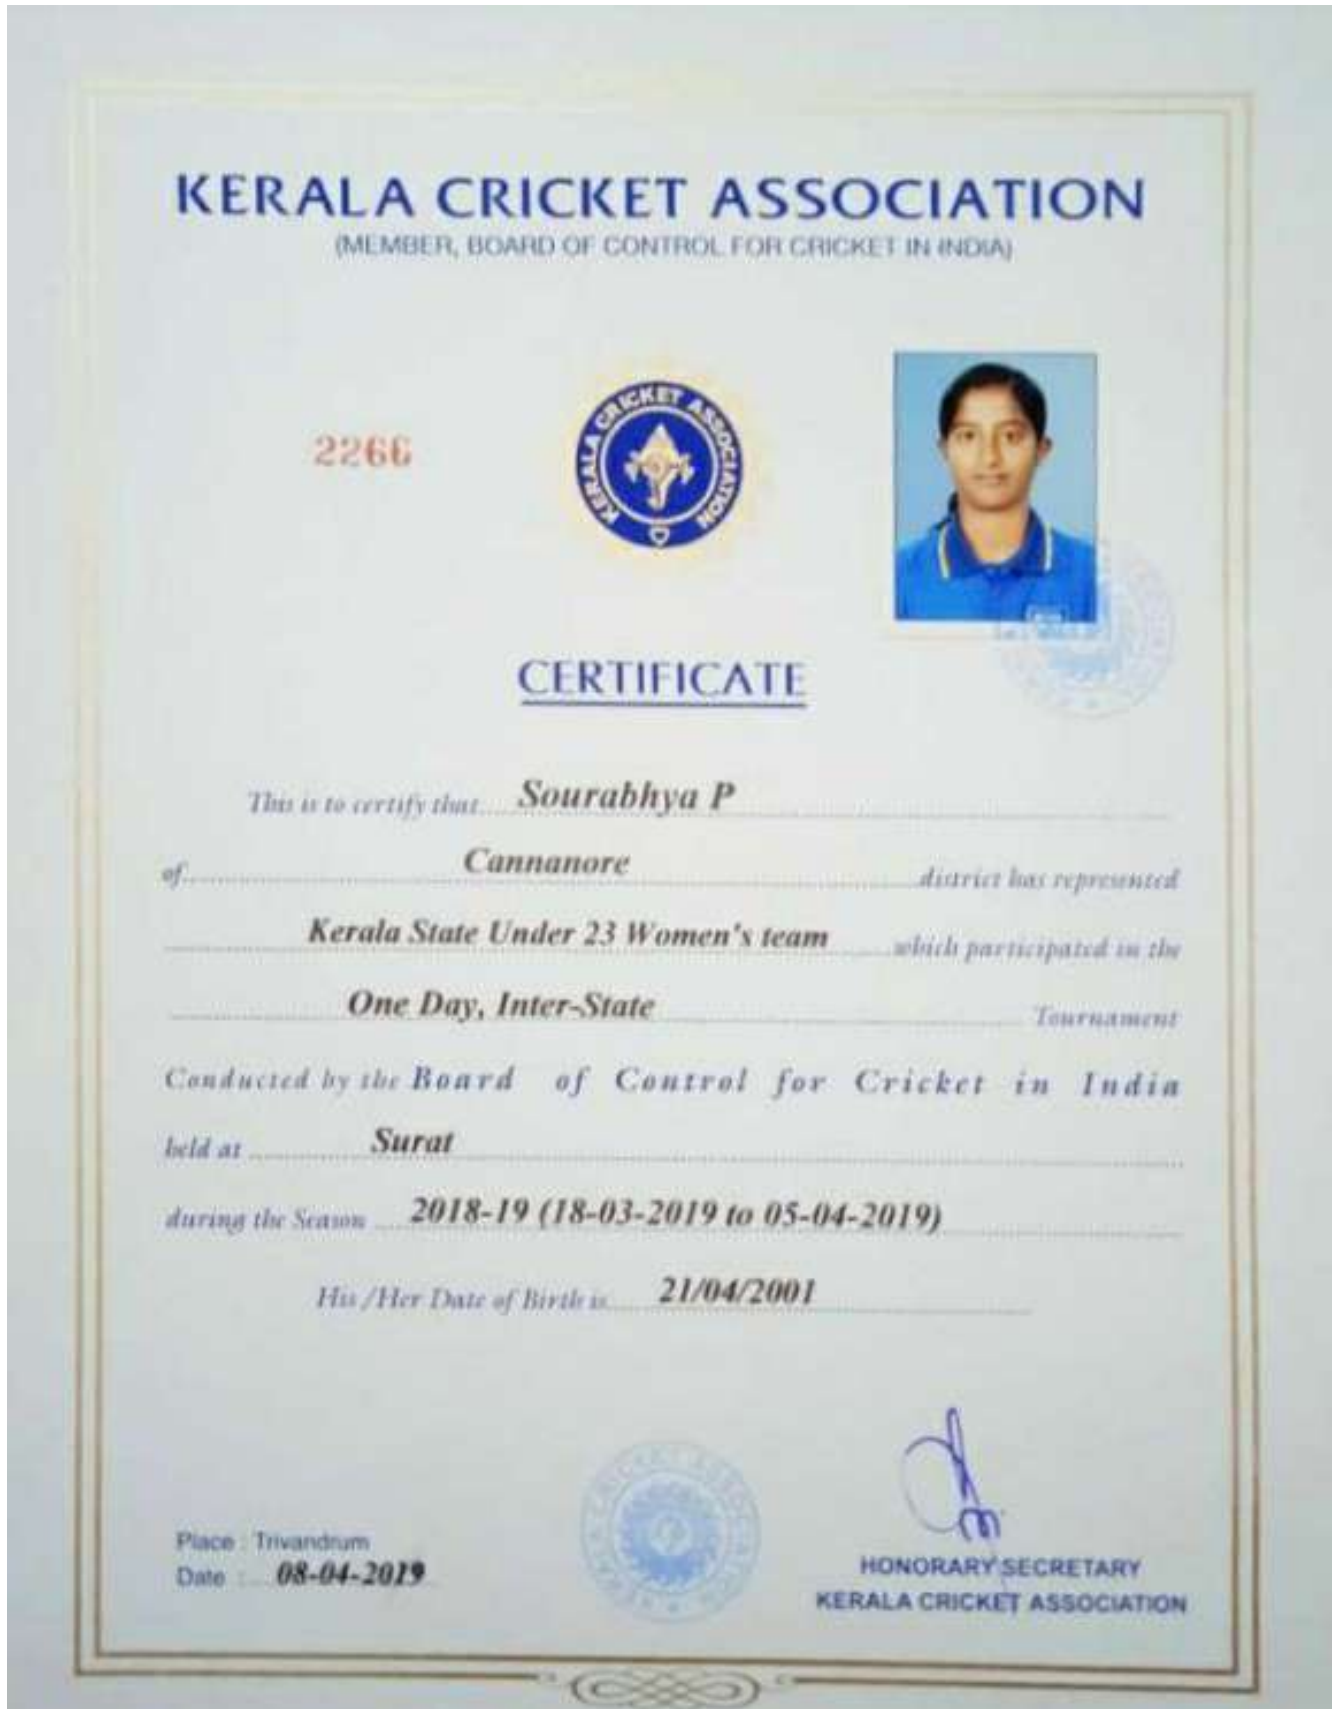 KERALA CRICKET ASSOCIATION
(MEMBER, BOARD OF CONTROL FOR CRICKET IN INDIA)
2266
KERALA CRICKET ASSOCIATION
CERTIFICATE
This is to certify that Sourabhya P
of Cannanore district has represented
Kerala State Under 23 Women's team which participated in the
One Day, Inter-State Tournament
Conducted by the Board of Control for Cricket in India
held at Surat
during the Season 2018-19 (18-03-2019 to 05-04-2019)
His /Her Date of Birth is 21/04/2001
Place : Trivandrum
Date : 08-04-2019
HONORARY SECRETARY
KERALA CRICKET ASSOCIATION